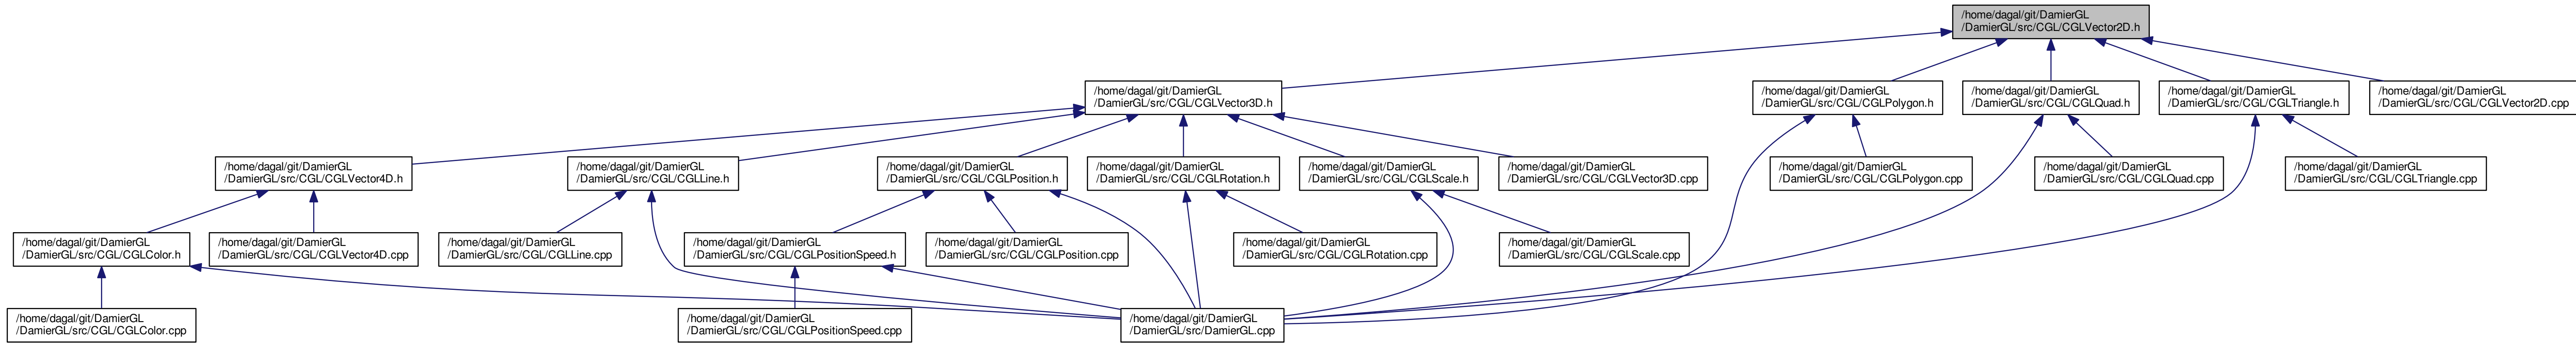 /home/dagal/git/DamierGL
/DamierGL/src/CGL/CGLVector2D.h
/home/dagal/git/DamierGL
/DamierGL/src/CGL/CGLVector3D.h
/home/dagal/git/DamierGL
/DamierGL/src/CGL/CGLPolygon.h
/home/dagal/git/DamierGL
/DamierGL/src/CGL/CGLQuad.h
/home/dagal/git/DamierGL
/DamierGL/src/CGL/CGLTriangle.h
/home/dagal/git/DamierGL
/DamierGL/src/CGL/CGLVector2D.cpp
/home/dagal/git/DamierGL
/DamierGL/src/CGL/CGLVector4D.h
/home/dagal/git/DamierGL
/DamierGL/src/CGL/CGLLine.h
/home/dagal/git/DamierGL
/DamierGL/src/CGL/CGLPosition.h
/home/dagal/git/DamierGL
/DamierGL/src/CGL/CGLRotation.h
/home/dagal/git/DamierGL
/DamierGL/src/CGL/CGLScale.h
/home/dagal/git/DamierGL
/DamierGL/src/CGL/CGLVector3D.cpp
/home/dagal/git/DamierGL
/DamierGL/src/CGL/CGLPolygon.cpp
/home/dagal/git/DamierGL
/DamierGL/src/CGL/CGLQuad.cpp
/home/dagal/git/DamierGL
/DamierGL/src/CGL/CGLTriangle.cpp
/home/dagal/git/DamierGL
/DamierGL/src/CGL/CGLColor.h
/home/dagal/git/DamierGL
/DamierGL/src/CGL/CGLVector4D.cpp
/home/dagal/git/DamierGL
/DamierGL/src/CGL/CGLLine.cpp
/home/dagal/git/DamierGL
/DamierGL/src/CGL/CGLPositionSpeed.h
/home/dagal/git/DamierGL
/DamierGL/src/CGL/CGLPosition.cpp
/home/dagal/git/DamierGL
/DamierGL/src/CGL/CGLRotation.cpp
/home/dagal/git/DamierGL
/DamierGL/src/CGL/CGLScale.cpp
/home/dagal/git/DamierGL
/DamierGL/src/CGL/CGLColor.cpp
/home/dagal/git/DamierGL
/DamierGL/src/CGL/CGLPositionSpeed.cpp
/home/dagal/git/DamierGL
/DamierGL/src/DamierGL.cpp